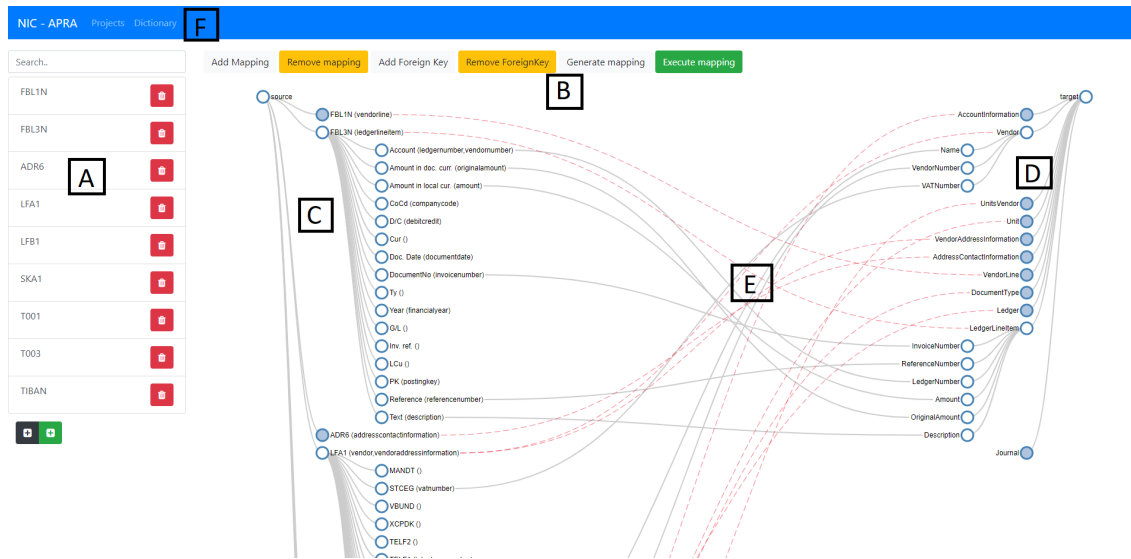 NIC - APRA Projects Dictionary F
Search..
Add Mapping Remove mapping Add Foreign Key Remove ForeignKey Generate mapping Execute mapping
B
FBL1N
FBL3N
ADR6
A
LFA1
LFB1
SKA1
T001
T003
TIBAN
source
FBL1N (vendorline)
FBL3N (ledgerlineitem)
Account (ledgernumber,vendornumber)
Amount in doc. curr. (originalamount)
Amount in local cur. (amount)
CoCd (companycode)
C
D/C (debitcredit)
Cur ()
Doc. Date (documentdate)
DocumentNo (invoicenumber)
Ty ()
Year (financialyear)
G/L ()
Inv. ref. ()
LCu ()
PK (postingkey)
Reference (referencenumber)
Text (description)
ADR6 (addresscontactinformation)
LFA1 (vendor,vendoraddressinformation)
MANDT ()
STCEG (vatnumber)
VBUND ()
XCPDK ()
TELF2 ()
E
target
AccountInformation
Vendor
Name
VendorNumber
D
VATNumber
UnitsVendor
Unit
VendorAddressInformation
AddressContactInformation
VendorLine
DocumentType
Ledger
LedgerLineItem
InvoiceNumber
ReferenceNumber
LedgerNumber
Amount
OriginalAmount
Description
Journal